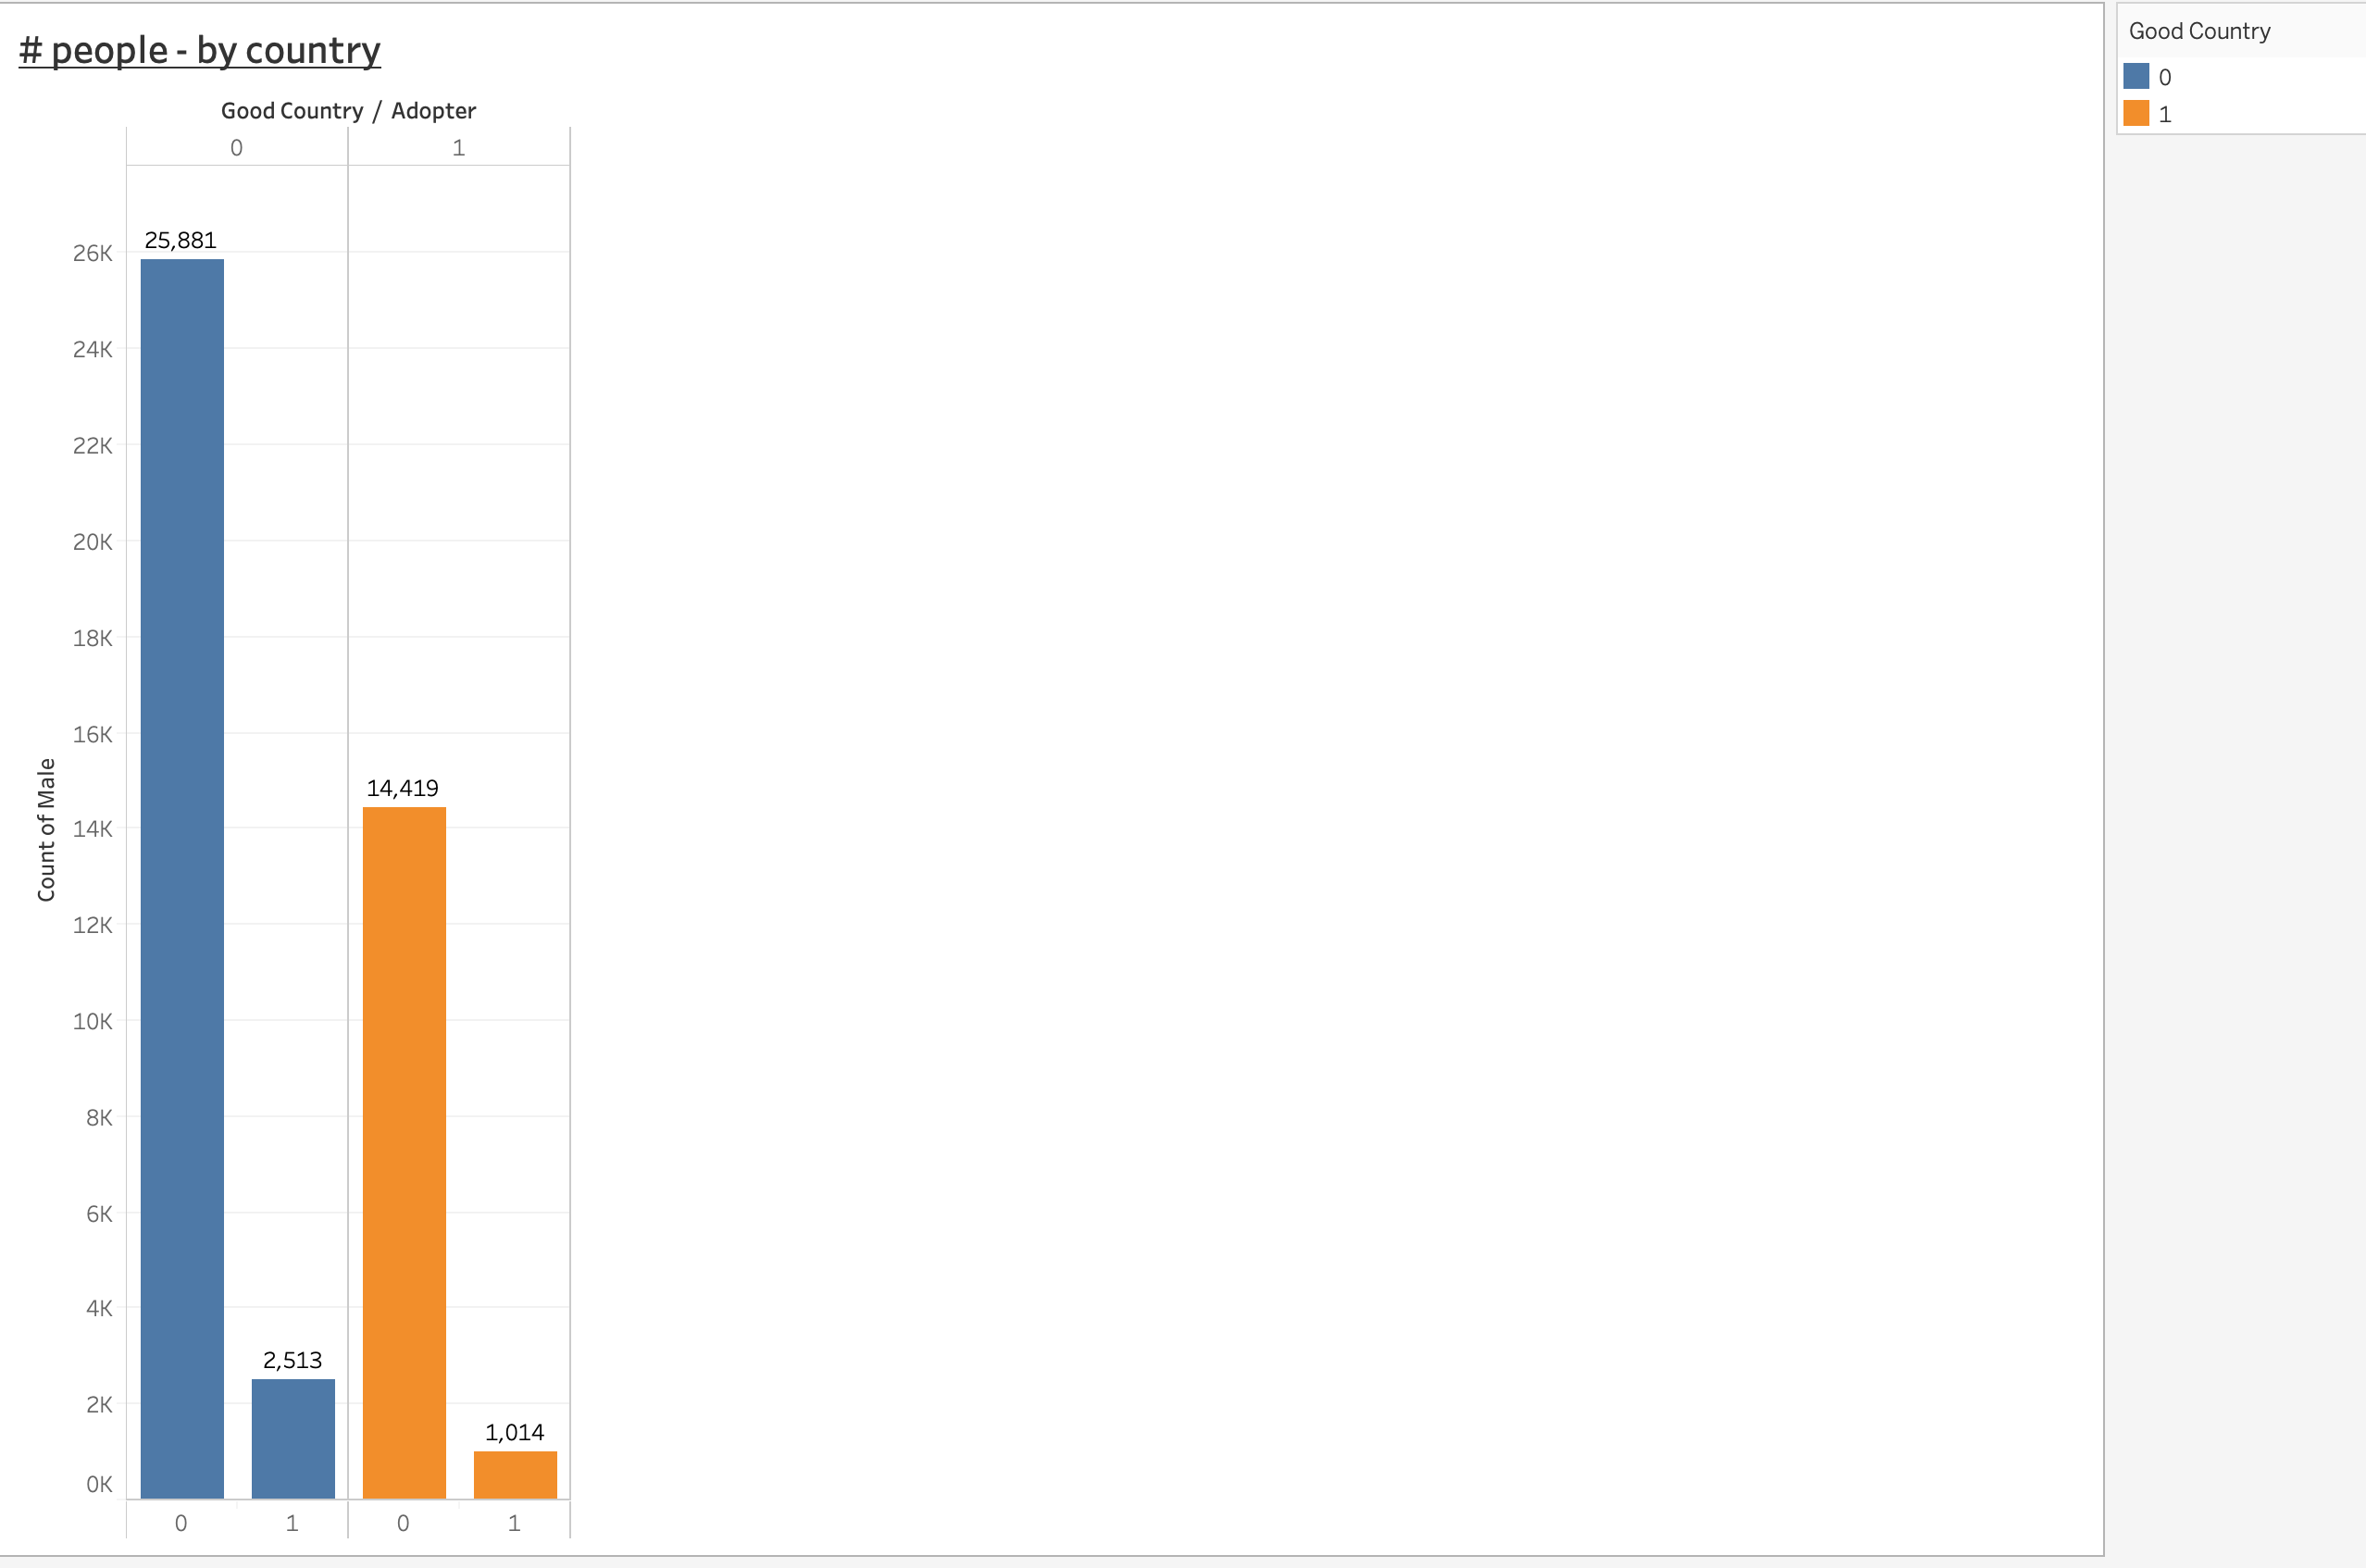 # people - by country
Good Country / Adopter
0
1
25,881
26K
24K
22K
20K
18K
16K
14,419
14K
Count of Male
12K
10K
8K
6K
4K
2,513
2K
1,014
0K
0
1
0
1
Good Country
0
1